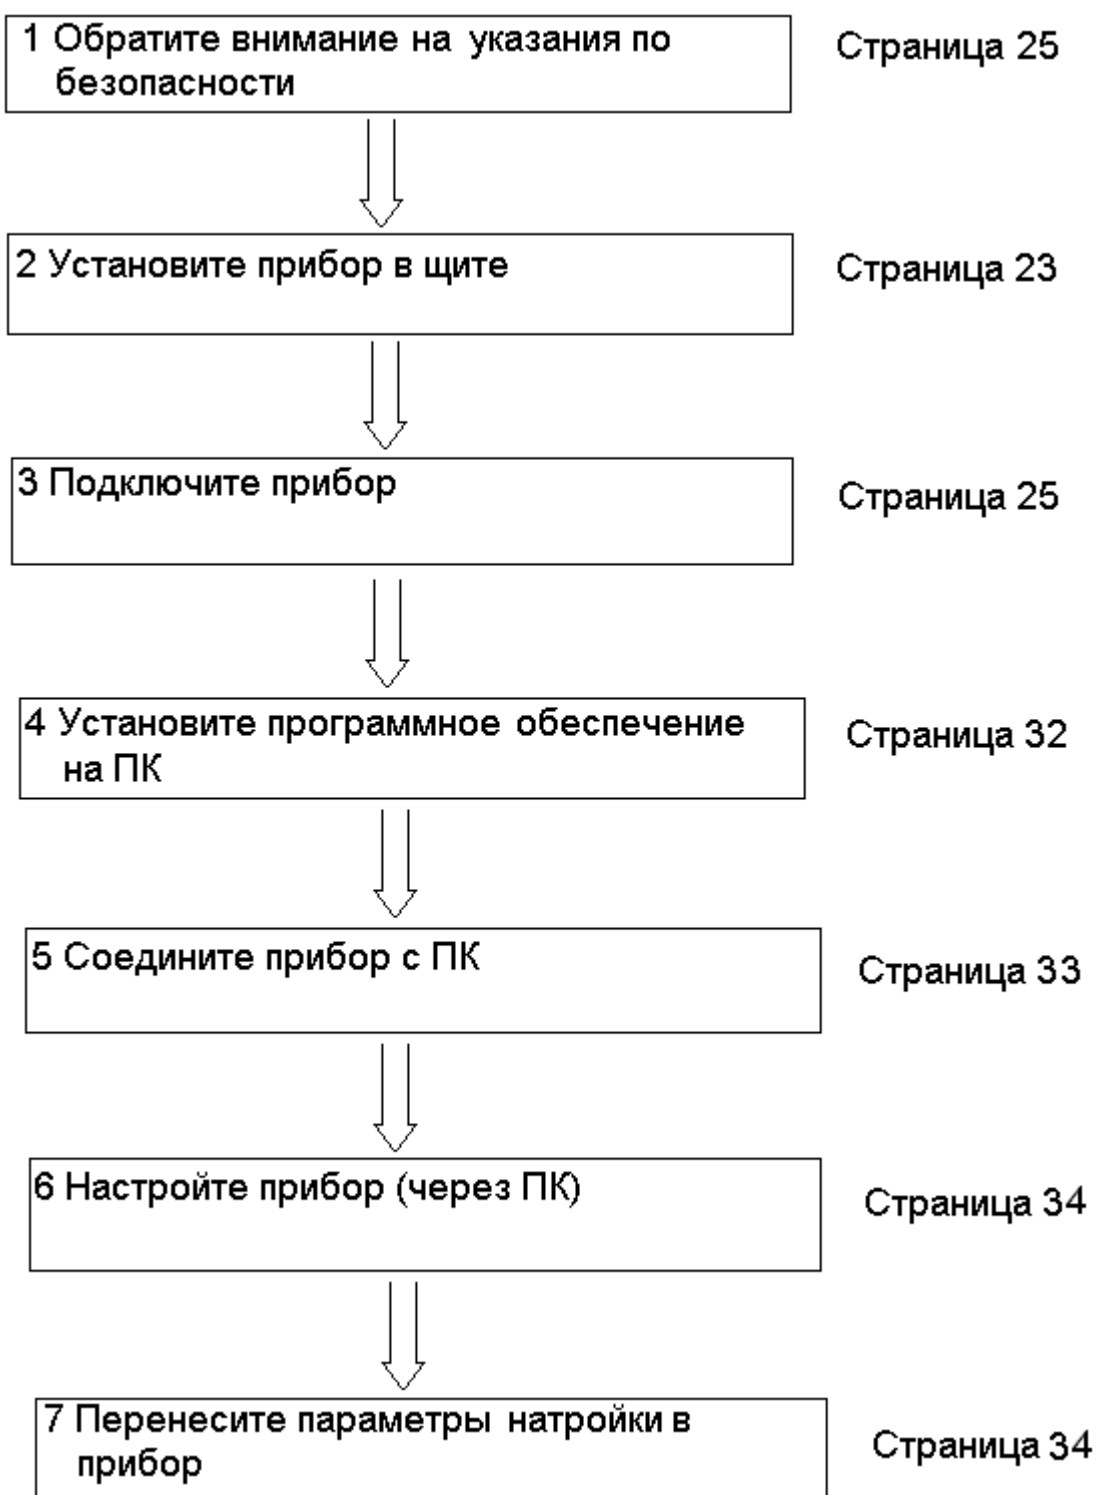 1 Обратите внимание на указания по
безопасности
Страница 25
2 Установите прибор в щите
Страница 23
3 Подключите прибор
Страница 25
4 Установите программное обеспечение
на ПК
Страница 32
5 Соедините прибор с ПК
Страница 33
6 Настройте прибор (через ПК)
Страница 34
7 Перенесите параметры натройки в
прибор
Страница 34